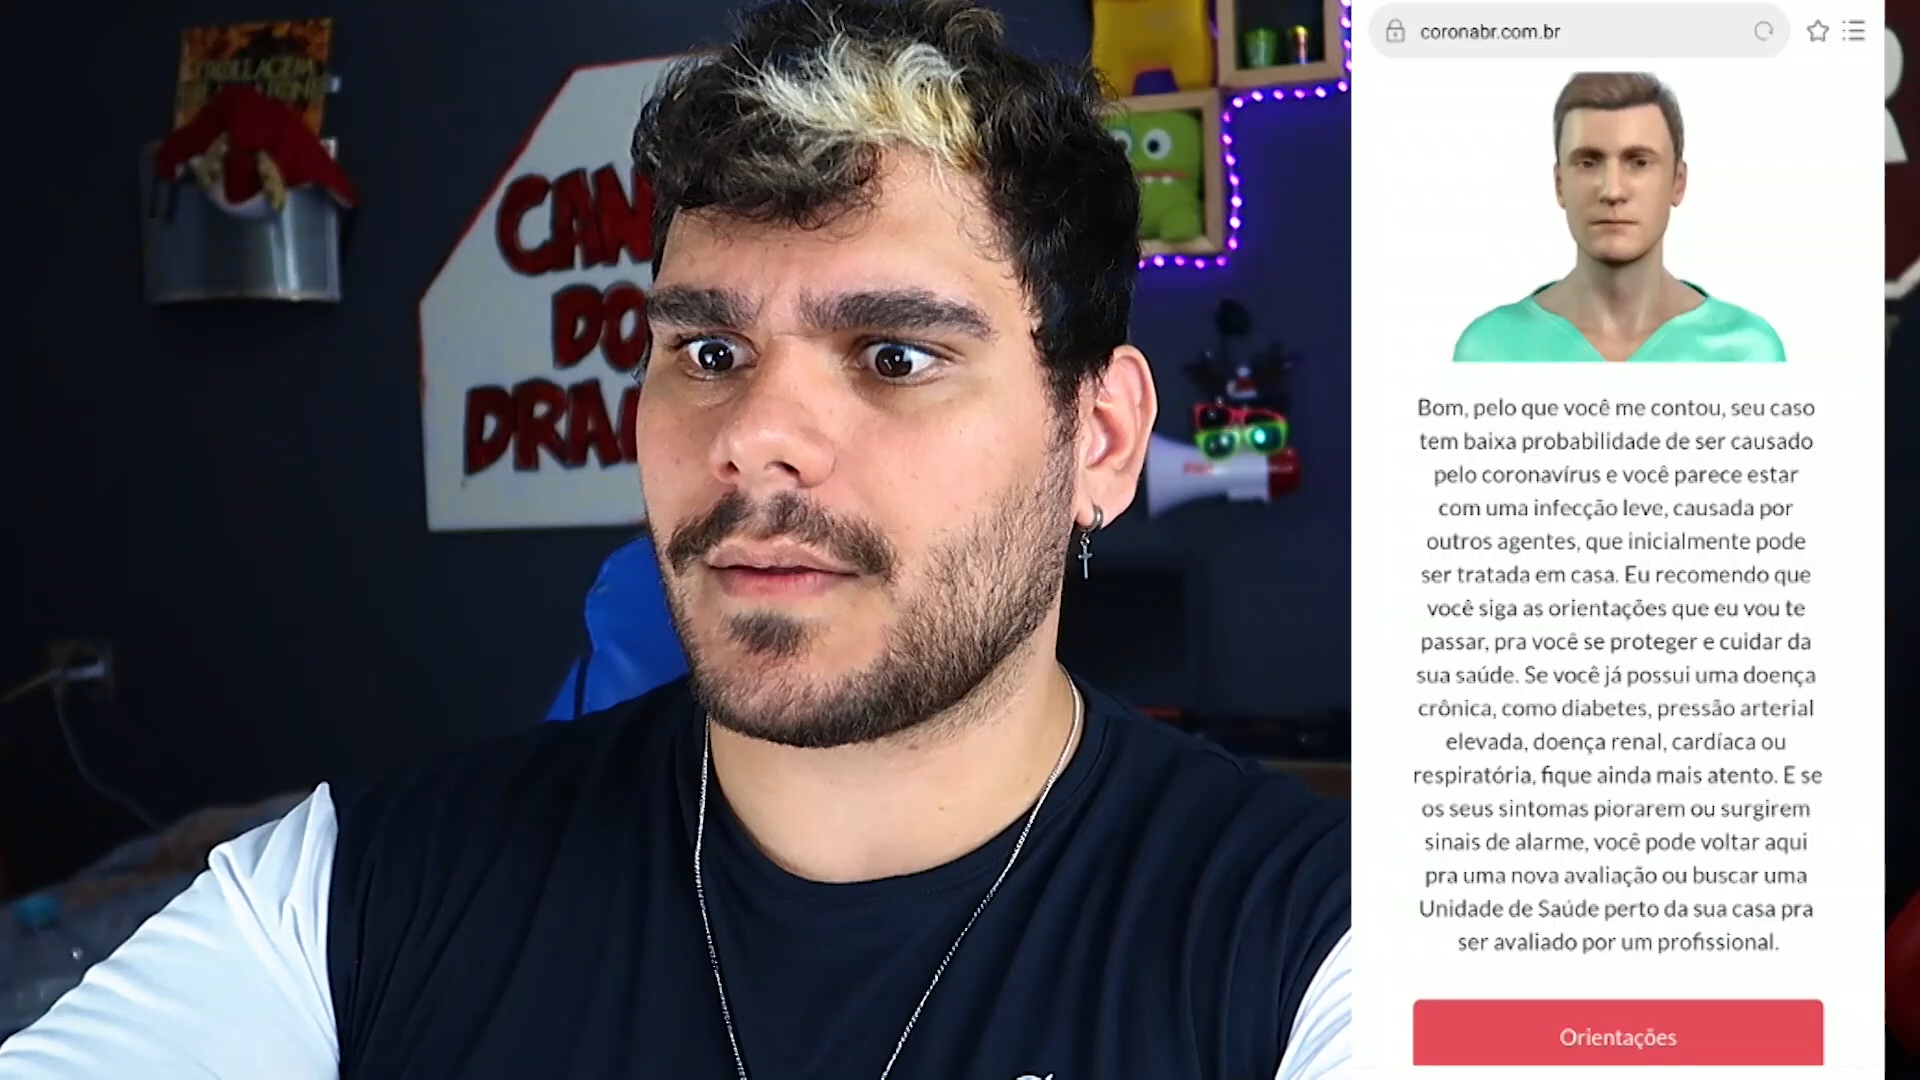 CAN
DO
DRA
coronabr.com.br
Bom, pelo que você me contou, seu caso
tem baixa probabilidade de ser causado
pelo coronavírus e você parece estar
com uma infecção leve, causada por
outros agentes, que inicialmente pode
ser tratada em casa. Eu recomendo que
você siga as orientações que eu vou te
passar, pra você se proteger e cuidar da
sua saúde. Se você já possui uma doença
crônica, como diabetes, pressão arterial
elevada, doença renal, cardíaca ou
respiratória, fique ainda mais atento. E se
os seus sintomas piorarem ou surgirem
sinais de alarme, você pode voltar aqui
pra uma nova avaliação ou buscar uma
Unidade de Saúde perto da sua casa pra
ser avaliado por um profissional.
Orientações